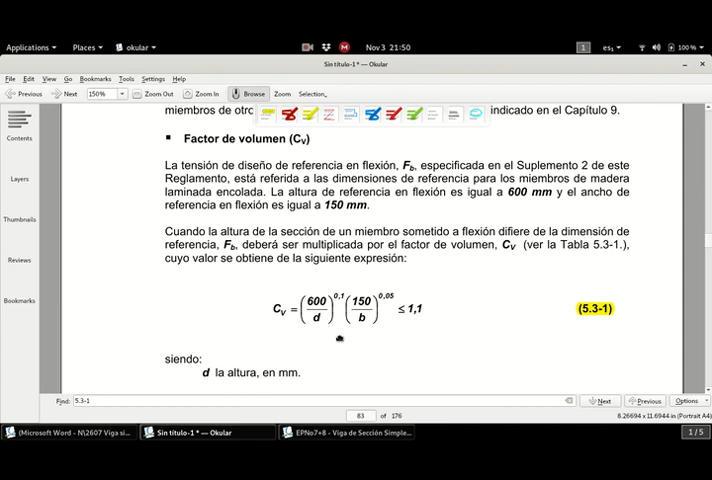 Applications Places okular Nov 3 21:50 1 es₁ 100 %
Sin título-1 * — Okular
File Edit View Go Bookmarks Tools Settings Help
Previous Next 150% Zoom Out Zoom In Browse Zoom Selection
Contents
Layers
Thumbnails
Reviews
Bookmarks
miembros de otro indicado en el Capítulo 9.
▪ Factor de volumen (Cᵥ)
La tensión de diseño de referencia en flexión, F_b, especificada en el Suplemento 2 de este
Reglamento, está referida a las dimensiones de referencia para los miembros de madera
laminada encolada. La altura de referencia en flexión es igual a 600 mm y el ancho de
referencia en flexión es igual a 150 mm.
Cuando la altura de la sección de un miembro sometido a flexión difiere de la dimensión de
referencia, F_b, deberá ser multiplicada por el factor de volumen, C_V (ver la Tabla 5.3-1.),
cuyo valor se obtiene de la siguiente expresión:
C_V = (600/d)^0,1 (150/b)^0,05 ≤ 1,1 (5.3-1)
siendo:
d la altura, en mm.
Find: 5.3-1 Next Previous Options
83 of 176 8.26694 x 11.6944 in (Portrait A4)
(Microsoft Word - N\2607 Viga si... Sin título-1 * — Okular EPNo7+8 - Viga de Sección Simple... 1 / 5